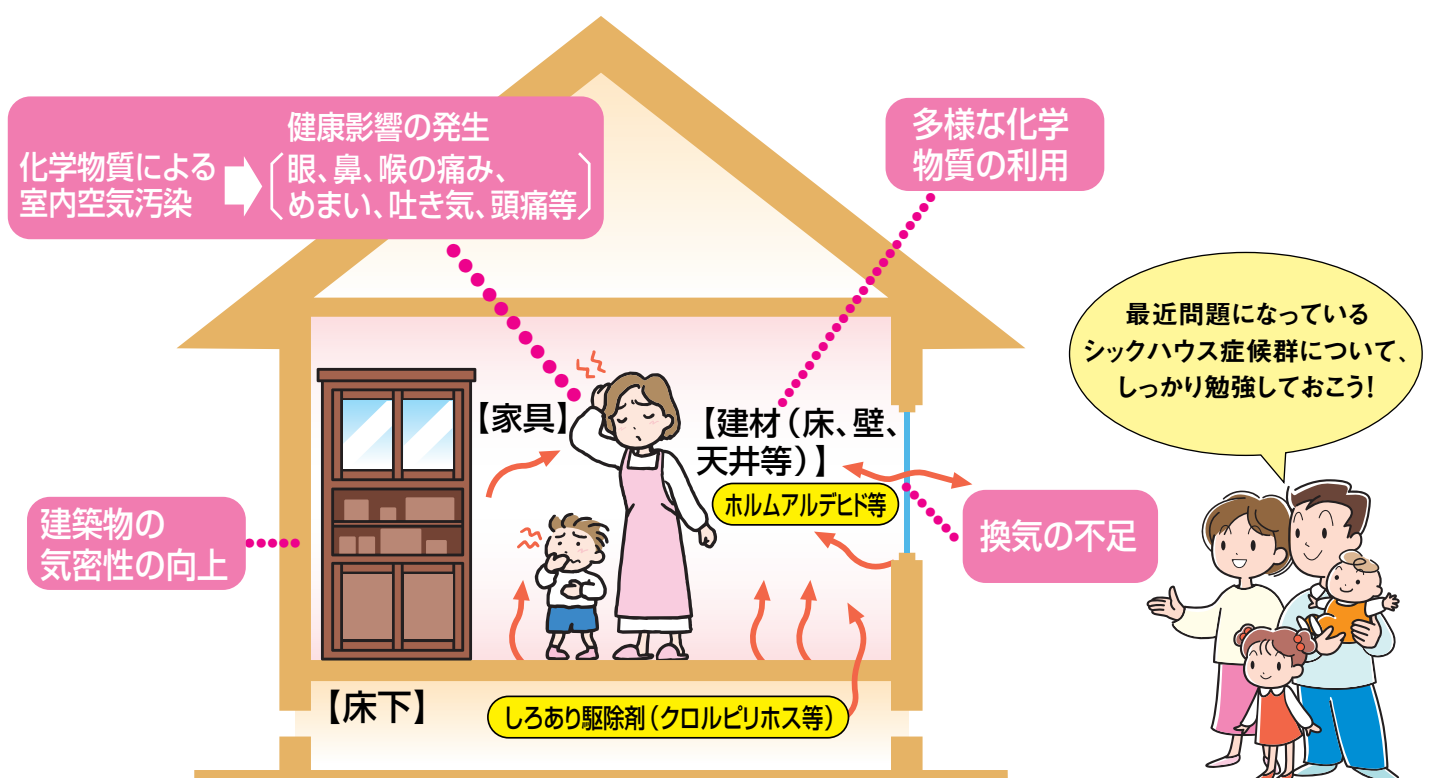 健康影響の発生
化学物質による
室内空気汚染
眼、鼻、喉の痛み、
めまい、吐き気、頭痛等
多様な化学
物質の利用
最近問題になっている
シックハウス症候群について、
しっかり勉強しておこう!
【家具】
【建材(床、壁、
天井等)】
ホルムアルデヒド等
建築物の
気密性の向上
換気の不足
【床下】
しろあり駆除剤(クロルピリホス等)